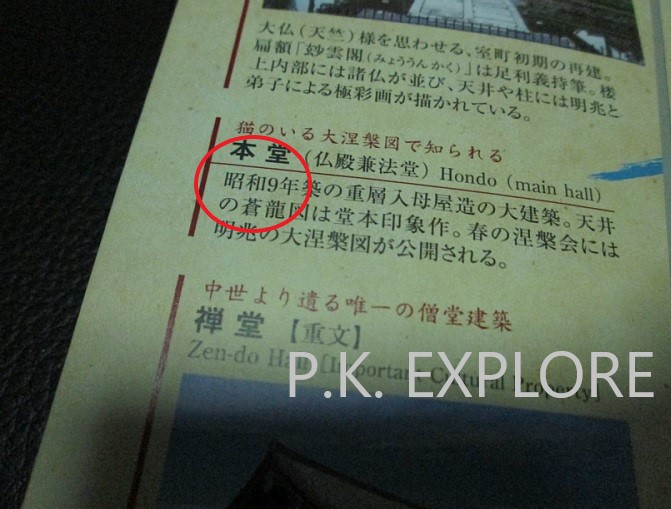 大仏(天竺)様を思わせる、室町初期の再建。
扁額「玅雲閣(みょううんかく)」は足利義持筆。楼
上内部には諸仏が並び、天井や柱には明兆と
弟子による極彩画が描かれている。
猫のいる大涅槃図で知られる
本堂(仏殿兼法堂) Hondo (main hall)
昭和9年築の重層入母屋造の大建築。天井
の蒼龍図は堂本印象作。春の涅槃会には
明兆の大涅槃図が公開される。
中世より遺る唯一の僧堂建築
禅堂【重文】
Zen-do Hall [Important Cultural Property]
P.K. EXPLORE